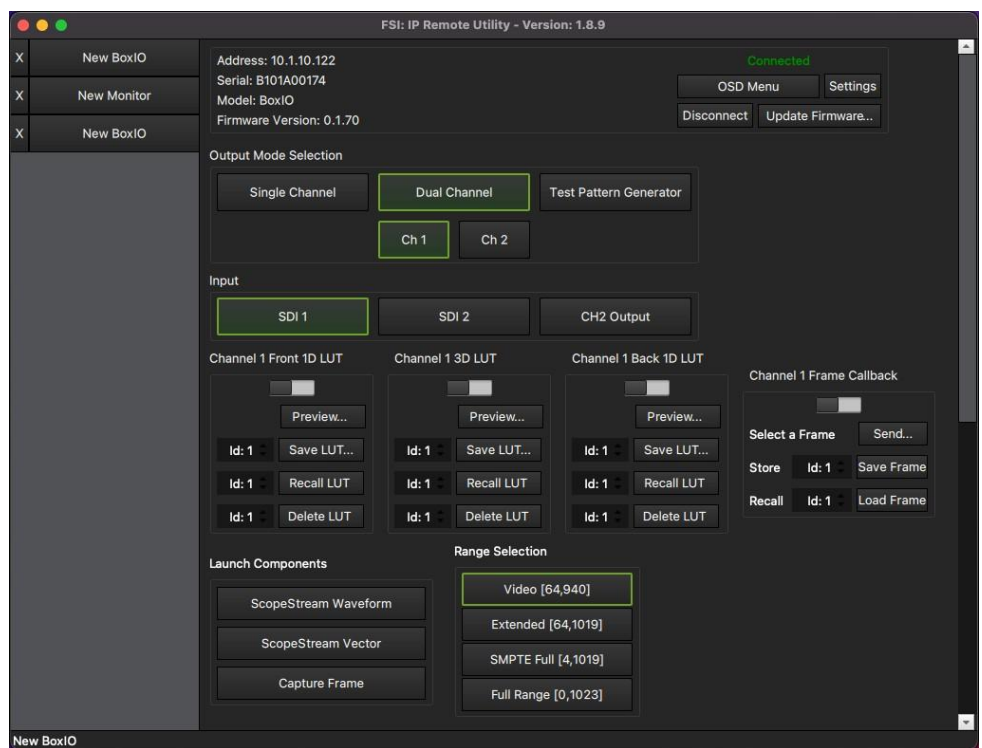 FSI: IP Remote Utility - Version: 1.8.9
X New BoxIO
X New Monitor
X New BoxIO
Address: 10.1.10.122
Serial: B101A00174
Model: BoxIO
Firmware Version: 0.1.70
Connected
OSD Menu Settings
Disconnect Update Firmware...
Output Mode Selection
Single Channel Dual Channel Test Pattern Generator
Ch 1 Ch 2
Input
SDI 1 SDI 2 CH2 Output
Channel 1 Front 1D LUT
Preview...
Id: 1 Save LUT...
Id: 1 Recall LUT
Id: 1 Delete LUT
Channel 1 3D LUT
Preview...
Id: 1 Save LUT...
Id: 1 Recall LUT
Id: 1 Delete LUT
Channel 1 Back 1D LUT
Preview...
Id: 1 Save LUT...
Id: 1 Recall LUT
Id: 1 Delete LUT
Channel 1 Frame Callback
Select a Frame Send...
Store Id: 1 Save Frame
Recall Id: 1 Load Frame
Launch Components
ScopeStream Waveform
ScopeStream Vector
Capture Frame
Range Selection
Video [64,940]
Extended [64,1019]
SMPTE Full [4,1019]
Full Range [0,1023]
New BoxIO